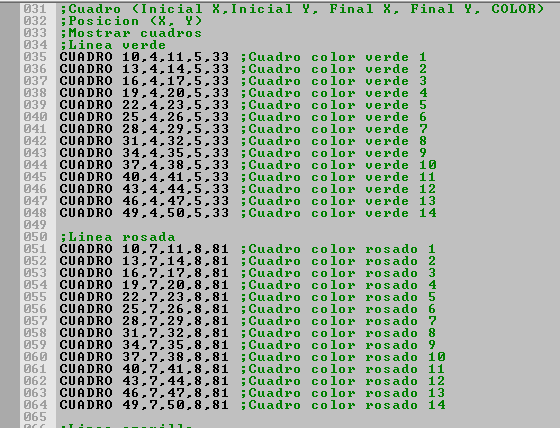 031 ;Cuadro (Inicial X,Inicial Y, Final X, Final Y, COLOR)
032 ;Posicion (X, Y)
033 ;Mostrar cuadros
034 ;Linea verde
035 CUADRO 10,4,11,5,33 ;Cuadro color verde 1
036 CUADRO 13,4,14,5,33 ;Cuadro color verde 2
037 CUADRO 16,4,17,5,33 ;Cuadro color verde 3
038 CUADRO 19,4,20,5,33 ;Cuadro color verde 4
039 CUADRO 22,4,23,5,33 ;Cuadro color verde 5
040 CUADRO 25,4,26,5,33 ;Cuadro color verde 6
041 CUADRO 28,4,29,5,33 ;Cuadro color verde 7
042 CUADRO 31,4,32,5,33 ;Cuadro color verde 8
043 CUADRO 34,4,35,5,33 ;Cuadro color verde 9
044 CUADRO 37,4,38,5,33 ;Cuadro color verde 10
045 CUADRO 40,4,41,5,33 ;Cuadro color verde 11
046 CUADRO 43,4,44,5,33 ;Cuadro color verde 12
047 CUADRO 46,4,47,5,33 ;Cuadro color verde 13
048 CUADRO 49,4,50,5,33 ;Cuadro color verde 14
049
050 ;Linea rosada
051 CUADRO 10,7,11,8,81 ;Cuadro color rosado 1
052 CUADRO 13,7,14,8,81 ;Cuadro color rosado 2
053 CUADRO 16,7,17,8,81 ;Cuadro color rosado 3
054 CUADRO 19,7,20,8,81 ;Cuadro color rosado 4
055 CUADRO 22,7,23,8,81 ;Cuadro color rosado 5
056 CUADRO 25,7,26,8,81 ;Cuadro color rosado 6
057 CUADRO 28,7,29,8,81 ;Cuadro color rosado 7
058 CUADRO 31,7,32,8,81 ;Cuadro color rosado 8
059 CUADRO 34,7,35,8,81 ;Cuadro color rosado 9
060 CUADRO 37,7,38,8,81 ;Cuadro color rosado 10
061 CUADRO 40,7,41,8,81 ;Cuadro color rosado 11
062 CUADRO 43,7,44,8,81 ;Cuadro color rosado 12
063 CUADRO 46,7,47,8,81 ;Cuadro color rosado 13
064 CUADRO 49,7,50,8,81 ;Cuadro color rosado 14
065
066 ;Linea